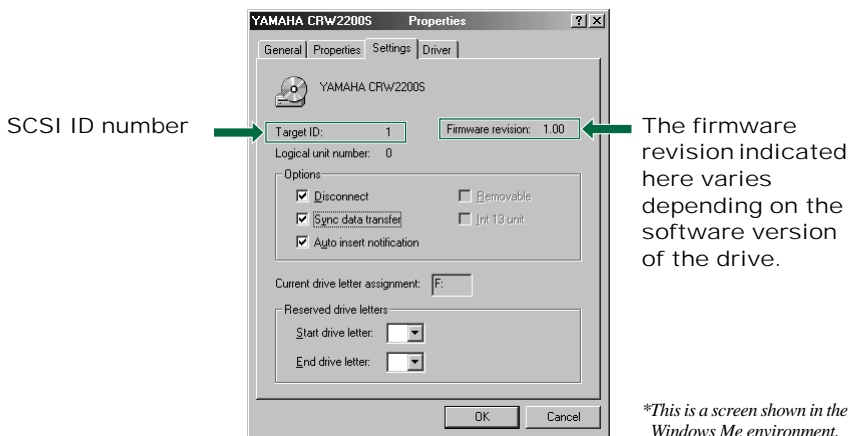 YAMAHA CRW2200S Properties
General Properties Settings Driver
YAMAHA CRW2200S
SCSI ID number
Target ID: 1
Firmware revision: 1.00
The firmware
revision indicated
here varies
depending on the
software version
of the drive.
Logical unit number: 0
Options
Disconnect
Removable
Sync data transfer
Int 13 unit
Auto insert notification
Current drive letter assignment: F:
Reserved drive letters
Start drive letter:
End drive letter:
OK Cancel
*This is a screen shown in the
Windows Me environment.